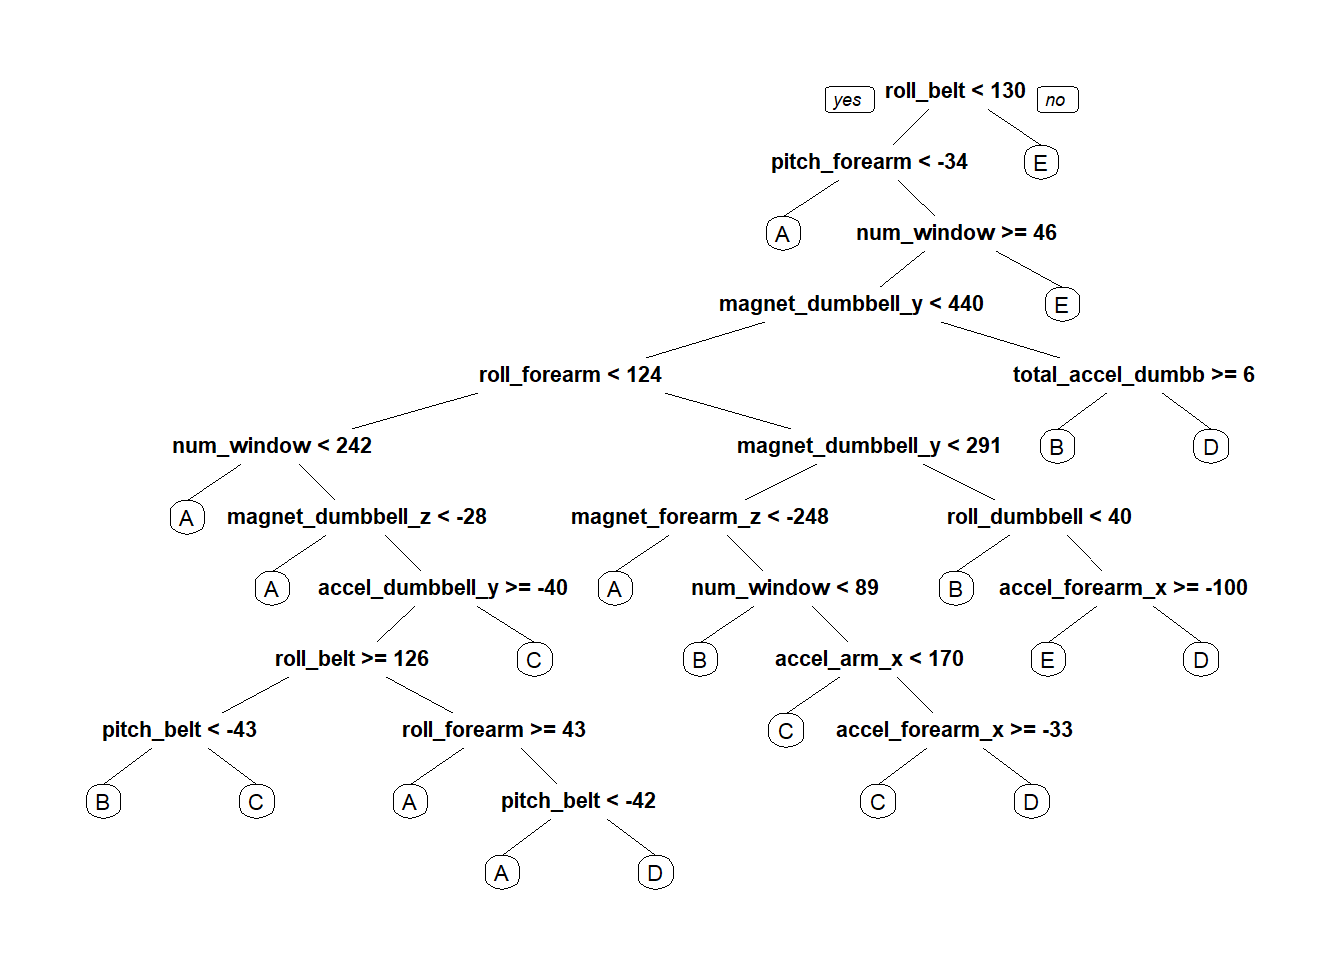 yes roll_belt < 130 no
pitch_forearm < -34 E
A num_window >= 46
magnet_dumbbell_y < 440 E
roll_forearm < 124 total_accel_dumbb >= 6
num_window < 242 magnet_dumbbell_y < 291 B D
A magnet_dumbbell_z < -28 magnet_forearm_z < -248 roll_dumbbell < 40
A accel_dumbbell_y >= -40 A num_window < 89 B accel_forearm_x >= -100
roll_belt >= 126 C B accel_arm_x < 170 E D
pitch_belt < -43 roll_forearm >= 43 C accel_forearm_x >= -33
B C A pitch_belt < -42 C D
A D